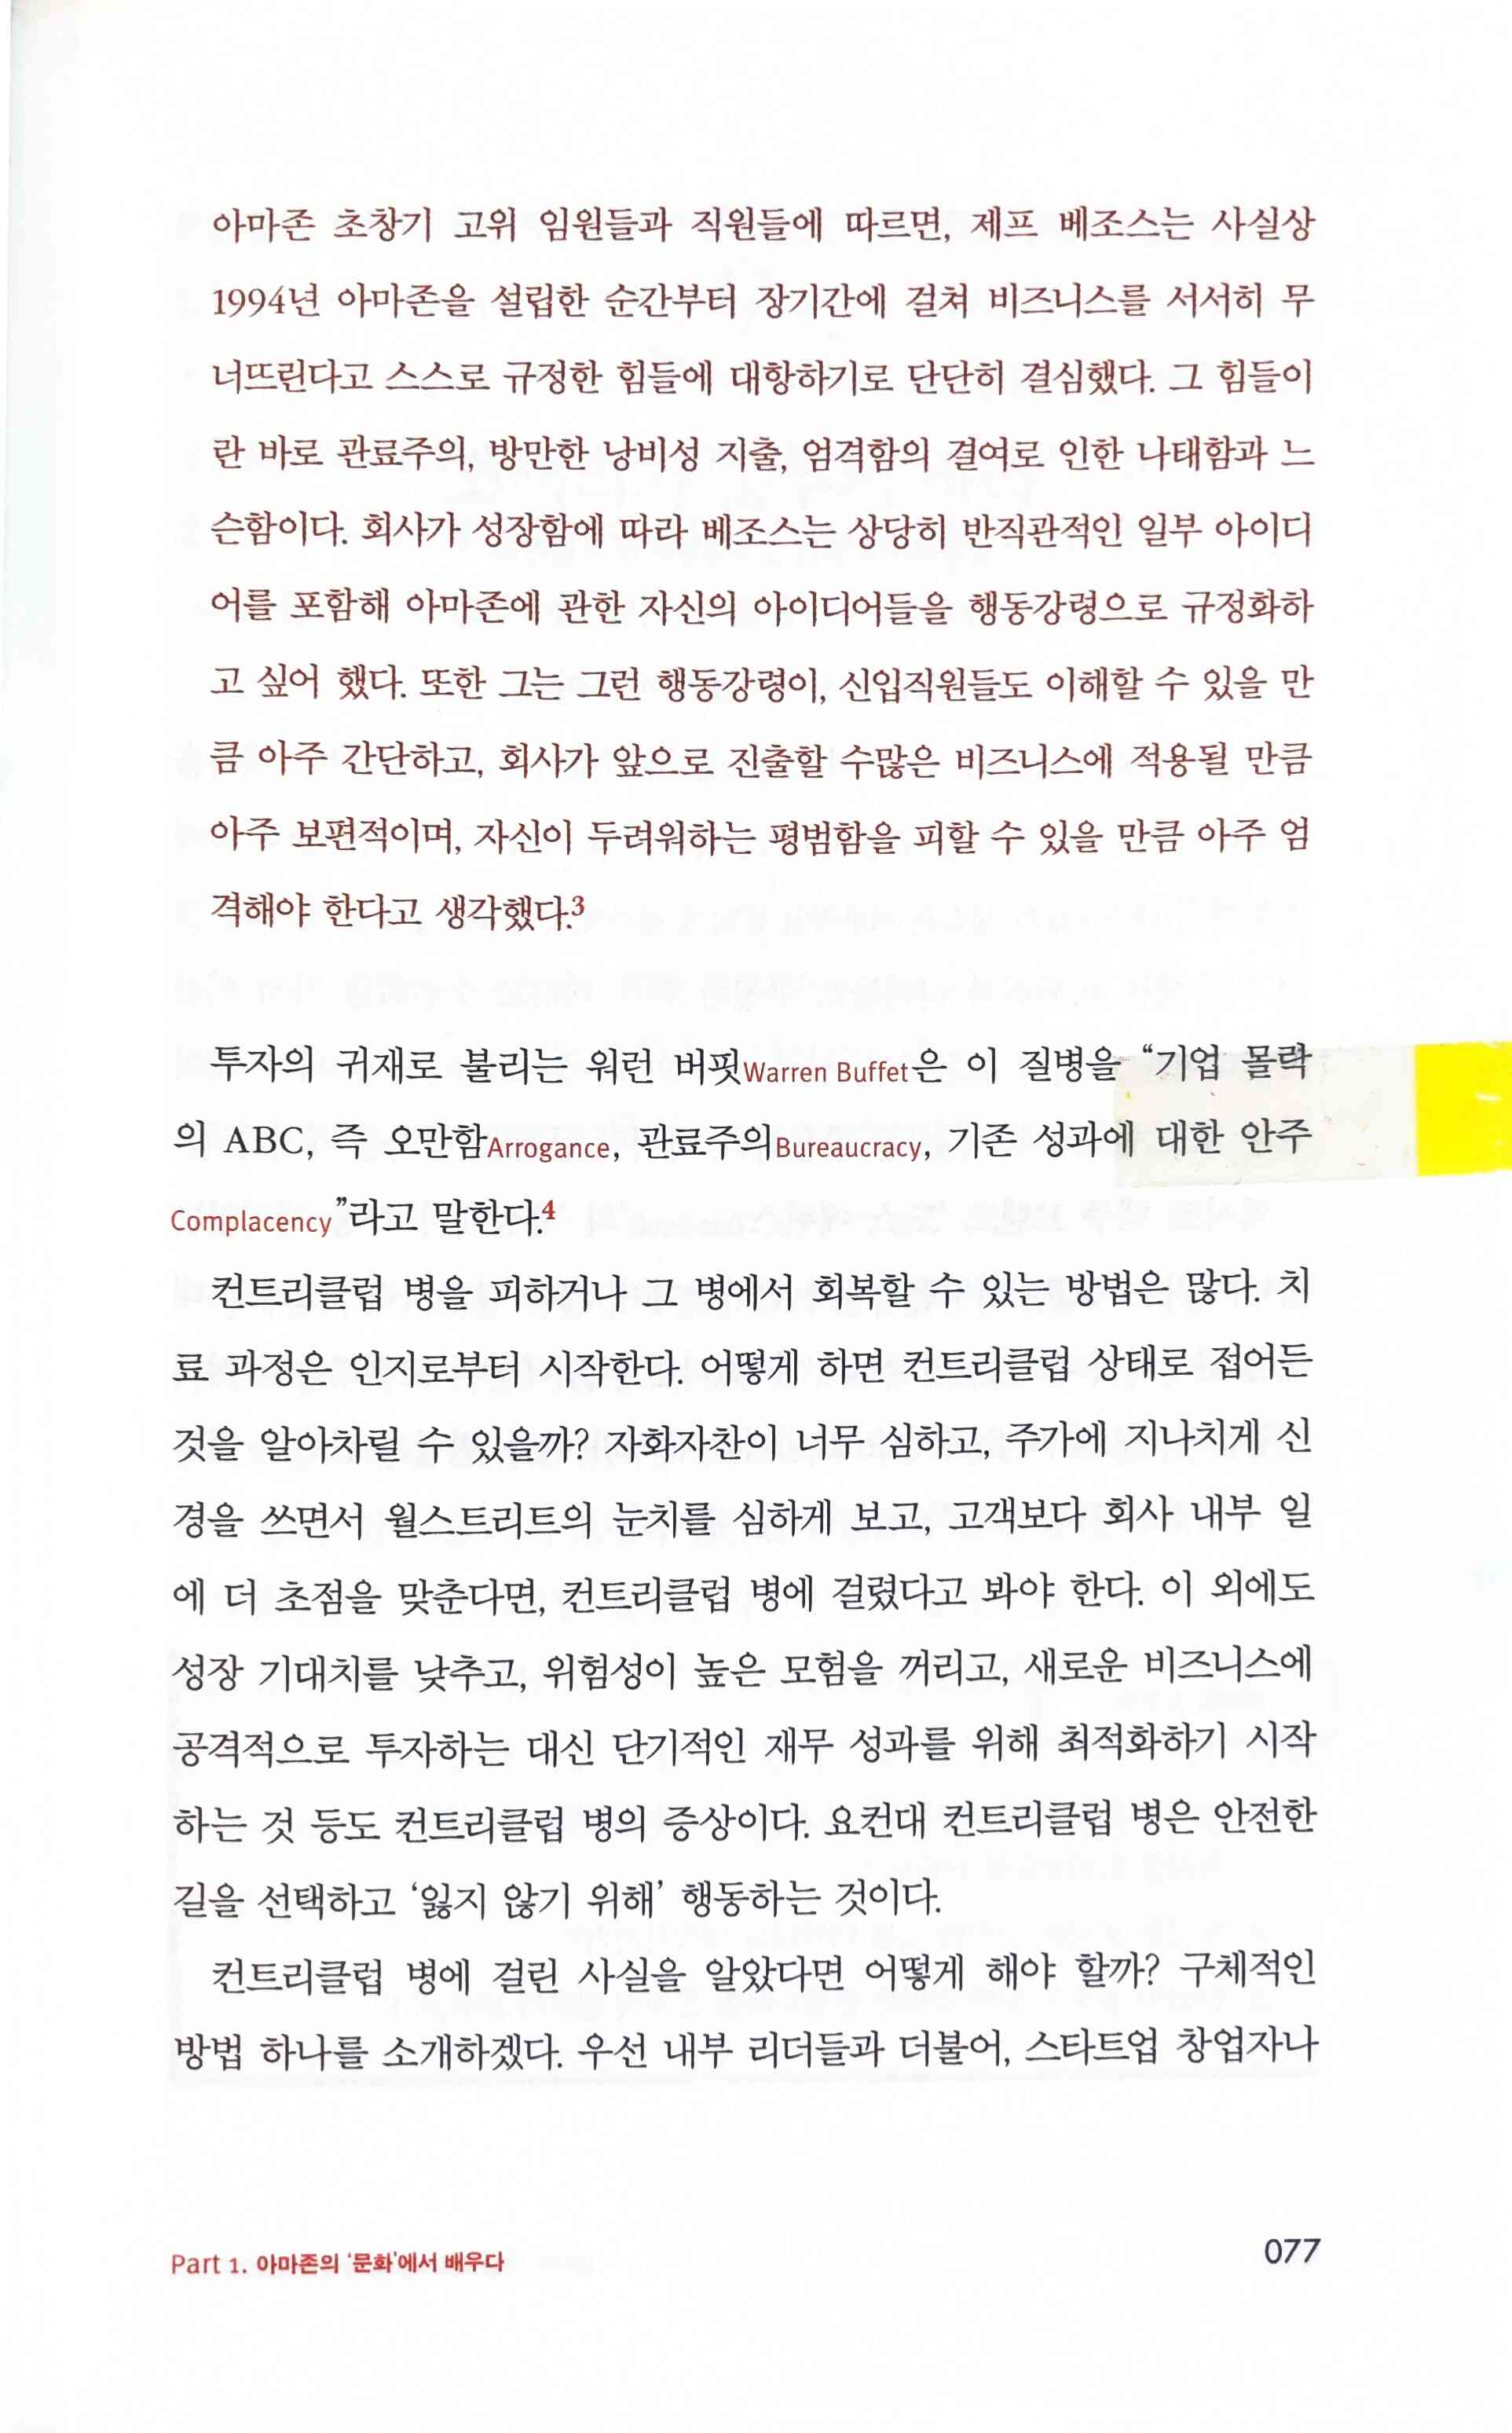 아마존 초창기 고위 임원들과 직원들에 따르면, 제프 베조스는 사실상
1994년 아마존을 설립한 순간부터 장기간에 걸쳐 비즈니스를 서서히 무
너뜨린다고 스스로 규정한 힘들에 대항하기로 단단히 결심했다. 그 힘들이
란 바로 관료주의, 방만한 낭비성 지출, 엄격함의 결여로 인한 나태함과 느
슨함이다. 회사가 성장함에 따라 베조스는 상당히 반직관적인 일부 아이디
어를 포함해 아마존에 관한 자신의 아이디어들을 행동강령으로 규정화하
고 싶어 했다. 또한 그는 그런 행동강령이, 신입직원들도 이해할 수 있을 만
큼 아주 간단하고, 회사가 앞으로 진출할 수많은 비즈니스에 적용될 만큼
아주 보편적이며, 자신이 두려워하는 평범함을 피할 수 있을 만큼 아주 엄
격해야 한다고 생각했다.3
투자의 귀재로 불리는 워런 버핏Warren Buffet은 이 질병을 “기업 몰락
의 ABC, 즉 오만함Arrogance, 관료주의Bureaucracy, 기존 성과에 대한 안주
Complacency”라고 말한다.4
컨트리클럽 병을 피하거나 그 병에서 회복할 수 있는 방법은 많다. 치
료 과정은 인지로부터 시작한다. 어떻게 하면 컨트리클럽 상태로 접어든
것을 알아차릴 수 있을까? 자화자찬이 너무 심하고, 주가에 지나치게 신
경을 쓰면서 월스트리트의 눈치를 심하게 보고, 고객보다 회사 내부 일
에 더 초점을 맞춘다면, 컨트리클럽 병에 걸렸다고 봐야 한다. 이 외에도
성장 기대치를 낮추고, 위험성이 높은 모험을 꺼리고, 새로운 비즈니스에
공격적으로 투자하는 대신 단기적인 재무 성과를 위해 최적화하기 시작
하는 것 등도 컨트리클럽 병의 증상이다. 요컨대 컨트리클럽 병은 안전한
길을 선택하고 ‘잃지 않기 위해’ 행동하는 것이다.
컨트리클럽 병에 걸린 사실을 알았다면 어떻게 해야 할까? 구체적인
방법 하나를 소개하겠다. 우선 내부 리더들과 더불어, 스타트업 창업자나
Part 1. 아마존의 ‘문화’에서 배우다
077